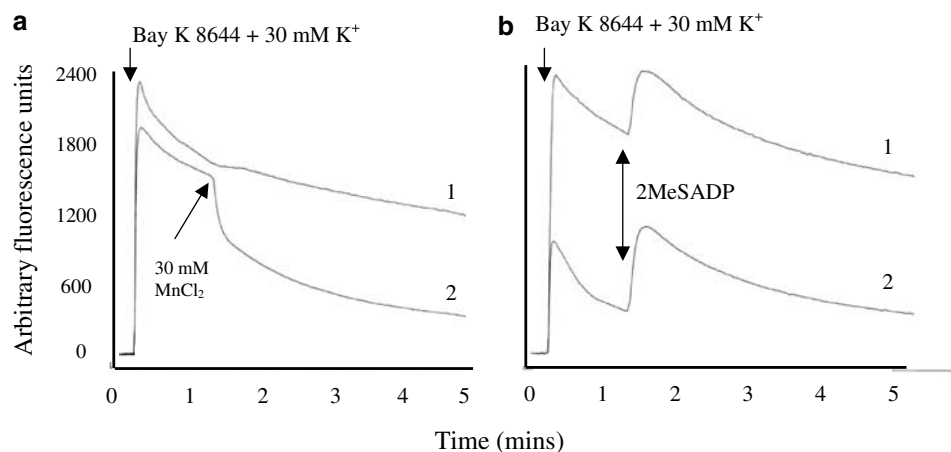 a
Bay K 8644 + 30 mM K⁺
b
Bay K 8644 + 30 mM K⁺
Arbitrary fluorescence units
2400
1800
1200
600
0
1
2
30 mM
MnCl₂
1
2MeSADP
2
0 1 2 3 4 5
0 1 2 3 4 5
Time (mins)